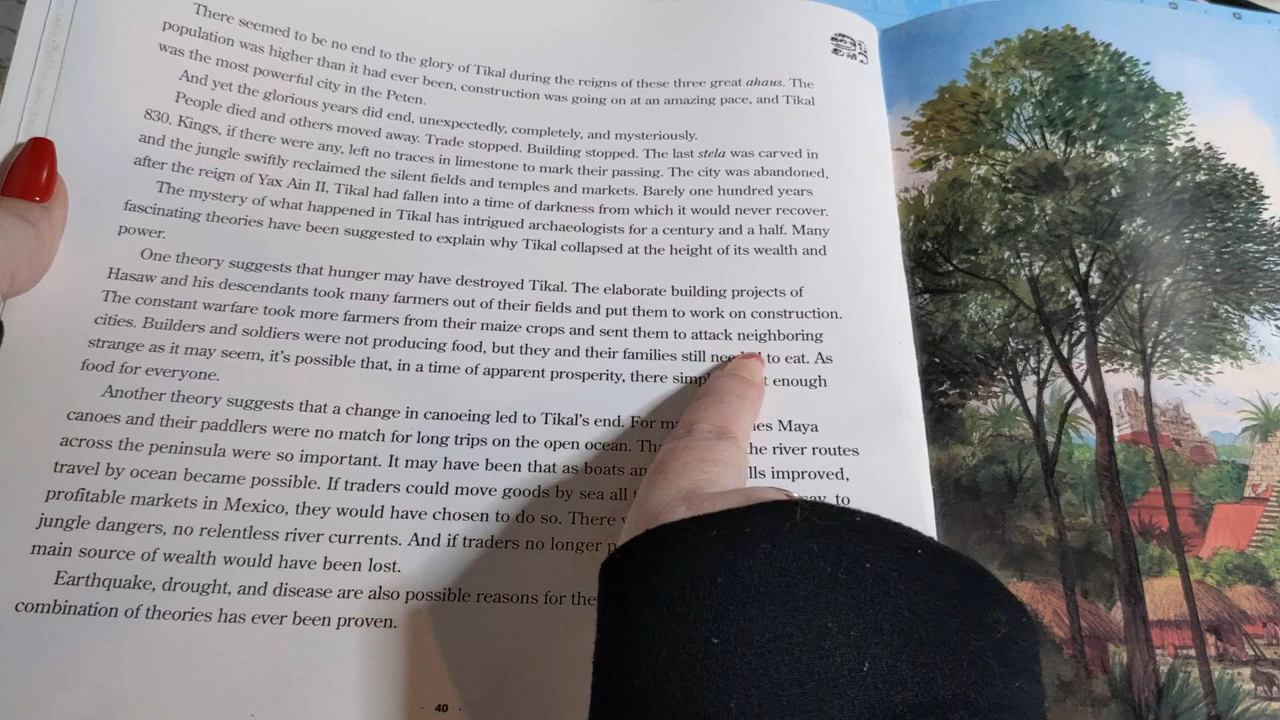 There seemed to be no end to the glory of Tikal during the reigns of these three great ahaus. The
population was higher than it had ever been, construction was going on at an amazing pace, and Tikal
was the most powerful city in the Peten.
And yet the glorious years did end, unexpectedly, completely, and mysteriously.
People died and others moved away. Trade stopped. Building stopped. The last stela was carved in
830. Kings, if there were any, left no traces in limestone to mark their passing. The city was abandoned,
and the jungle swiftly reclaimed the silent fields and temples and markets. Barely one hundred years
after the reign of Yax Ain II, Tikal had fallen into a time of darkness from which it would never recover.
The mystery of what happened in Tikal has intrigued archaeologists for a century and a half. Many
fascinating theories have been suggested to explain why Tikal collapsed at the height of its wealth and
power.
One theory suggests that hunger may have destroyed Tikal. The elaborate building projects of
Hasaw and his descendants took many farmers out of their fields and put them to work on construction.
The constant warfare took more farmers from their maize crops and sent them to attack neighboring
cities. Builders and soldiers were not producing food, but they and their families still to eat. As
strange as it may seem, it's possible that, in a time of apparent prosperity, there enough
food for everyone.
Another theory suggests that a change in canoeing led to Tikal's end. For Maya
canoes and their paddlers were no match for long trips on the open ocean. the river routes
across the peninsula were so important. It may have been that as boats improved,
travel by ocean became possible. If traders could move goods by sea all to
profitable markets in Mexico, they would have chosen to do so. There
jungle dangers, no relentless river currents. And if traders no longer
main source of wealth would have been lost.
Earthquake, drought, and disease are also possible reasons for the
combination of theories has ever been proven.
40